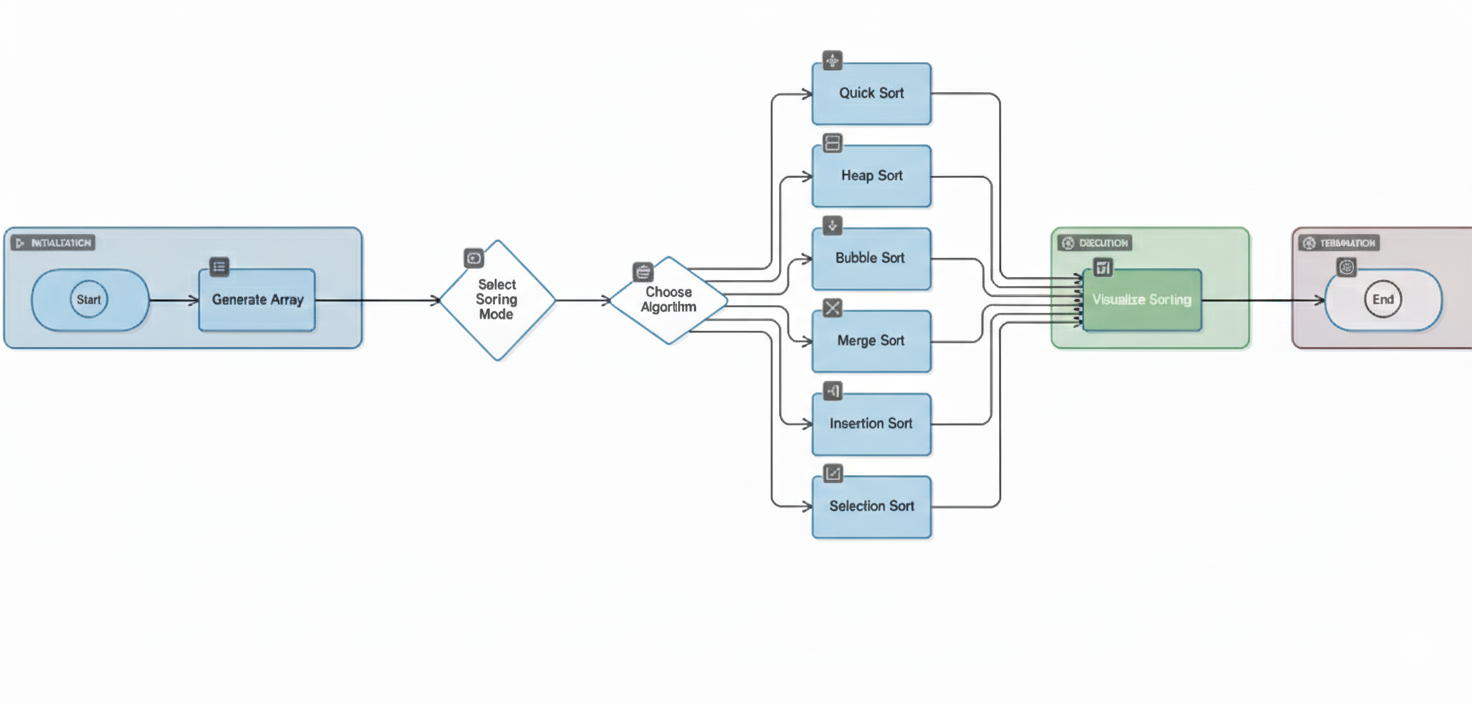 Start
Generate Array
Select
Soring
Mode
Choose
Algorithm
Quick Sort
Heap Sort
Bubble Sort
Merge Sort
Insertion Sort
Selection Sort
Visualize Sorting
End